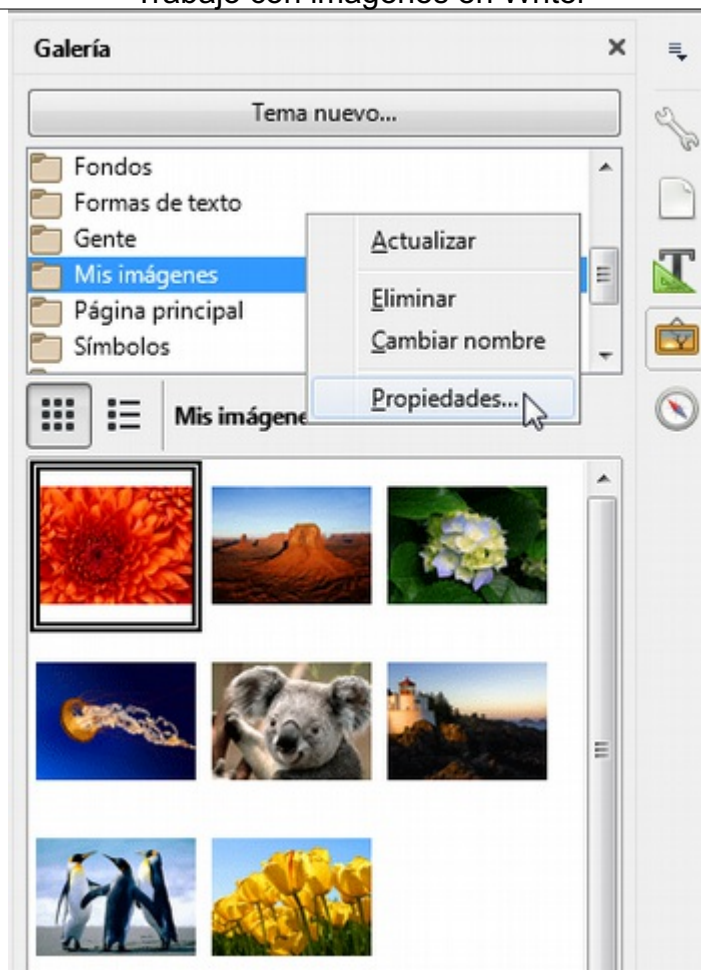 Trabajo con imágenes en Writer
Galería
Tema nuevo...
Fondos
Formas de texto
Gente
Mis imágenes
Página principal
Símbolos
Actualizar
Eliminar
Cambiar nombre
Propiedades...
Mis imágene